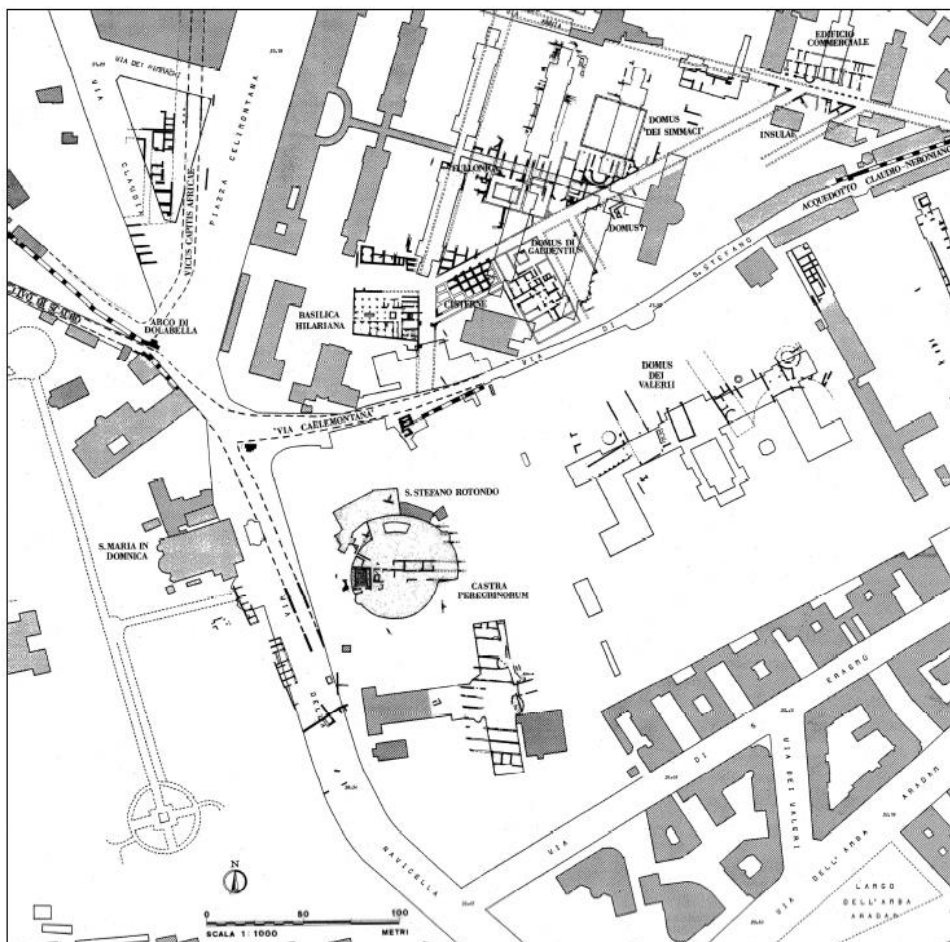 EDIFICIO
COMMERCIALE
VIA
VIA DEI
PIAZZA CELIMONTANA
VIA CLAUDIA
VICUS CAPITIS AFRICAE
DOMUS
DEI SIMMACI
INSULAE
FULLONICA
ACQUEDOTTO CLAUDIO-NERONIANO
DOMUS?
DOMUS DI
GAUDENTIUS
VIA DI S. STEFANO
CISTERNE
BASILICA
HILARIANA
ARCO DI
DOLABELLA
DOMUS
DEI
VALERII
"VIA CAELEMONTANA"
S. STEFANO ROTONDO
S. MARIA IN
DOMNICA
CASTRA
PEREGRINORUM
VIA DELLA NAVICELLA
VIA DI S. ERASMO
VIA DEI VALERI
VIA DELL'AMBA ARADAM
LARGO
DELL'AMBA
ARADAM
N
0 50 100
SCALA 1:1000 METRI